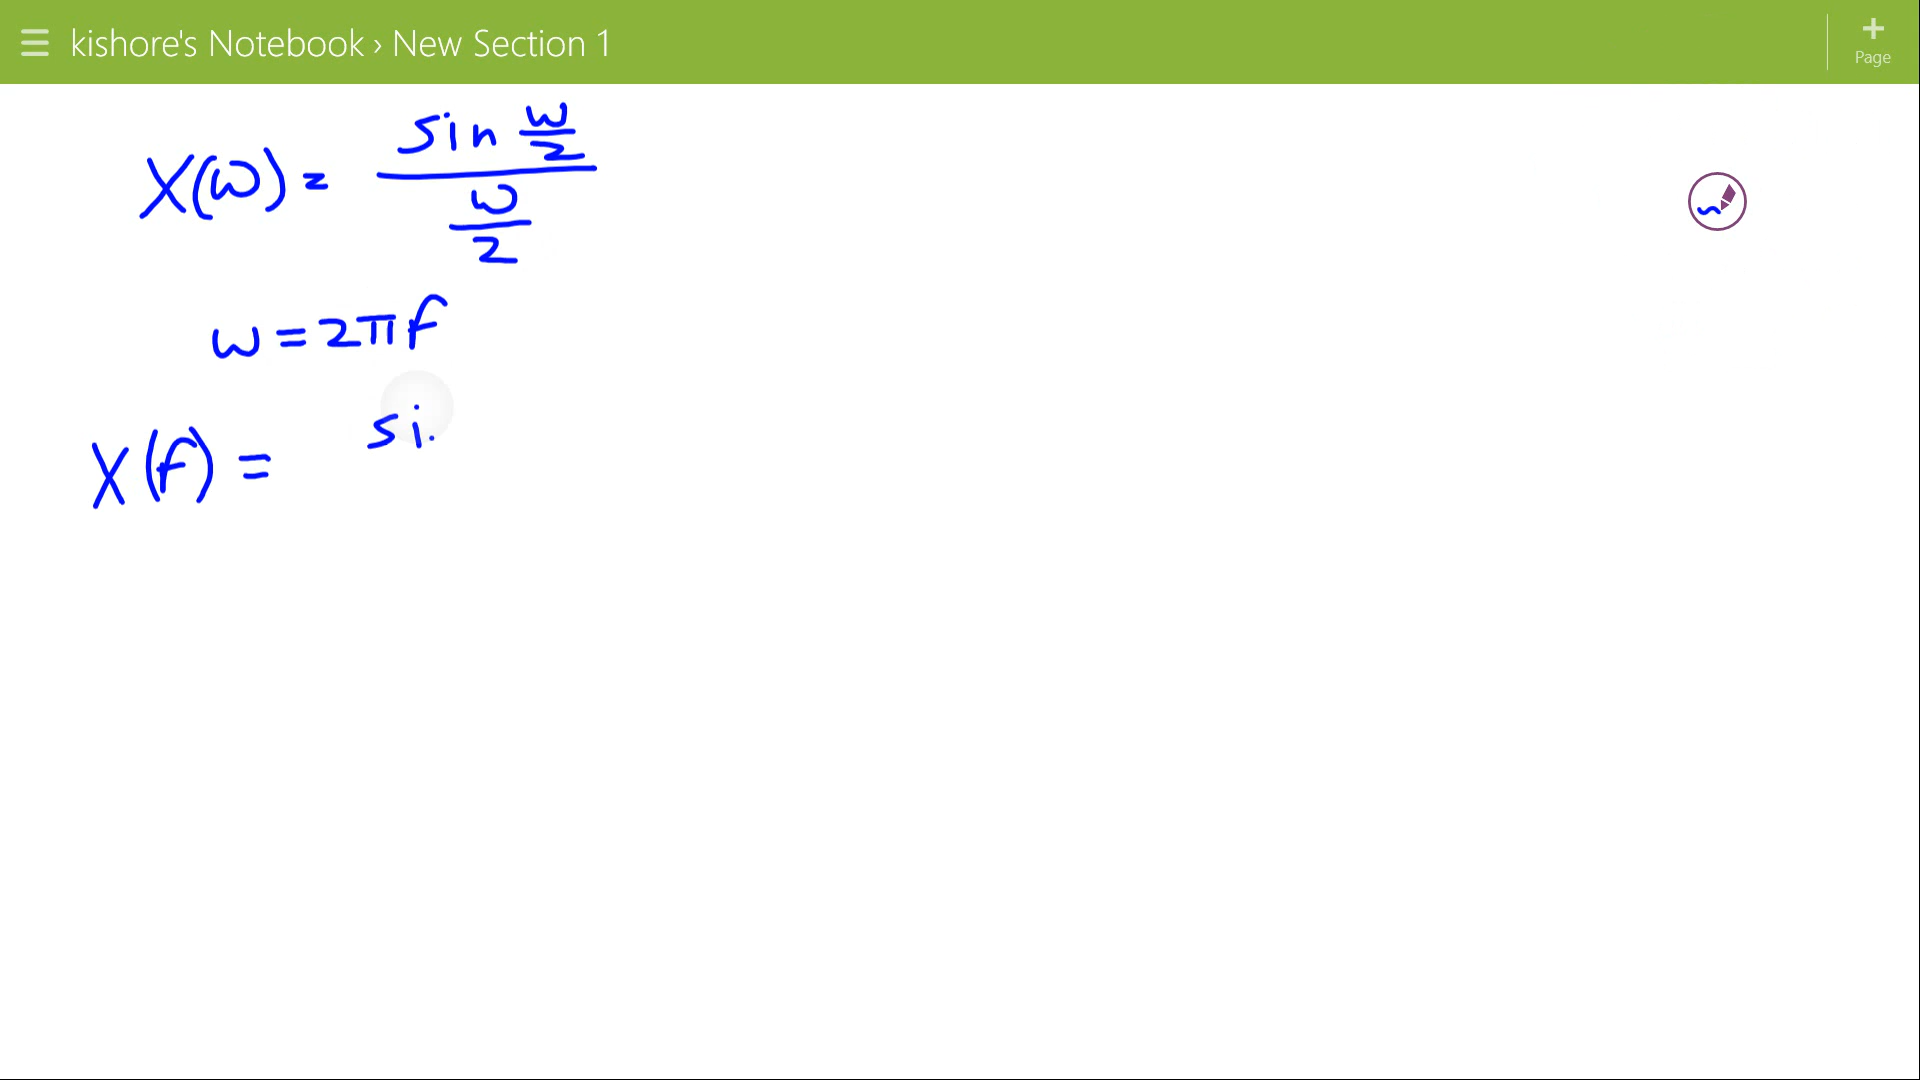 kishore's Notebook › New Section 1
+
Page
X(ω) = sin ω/2 / ω/2
ω = 2πf
X(f) = si.